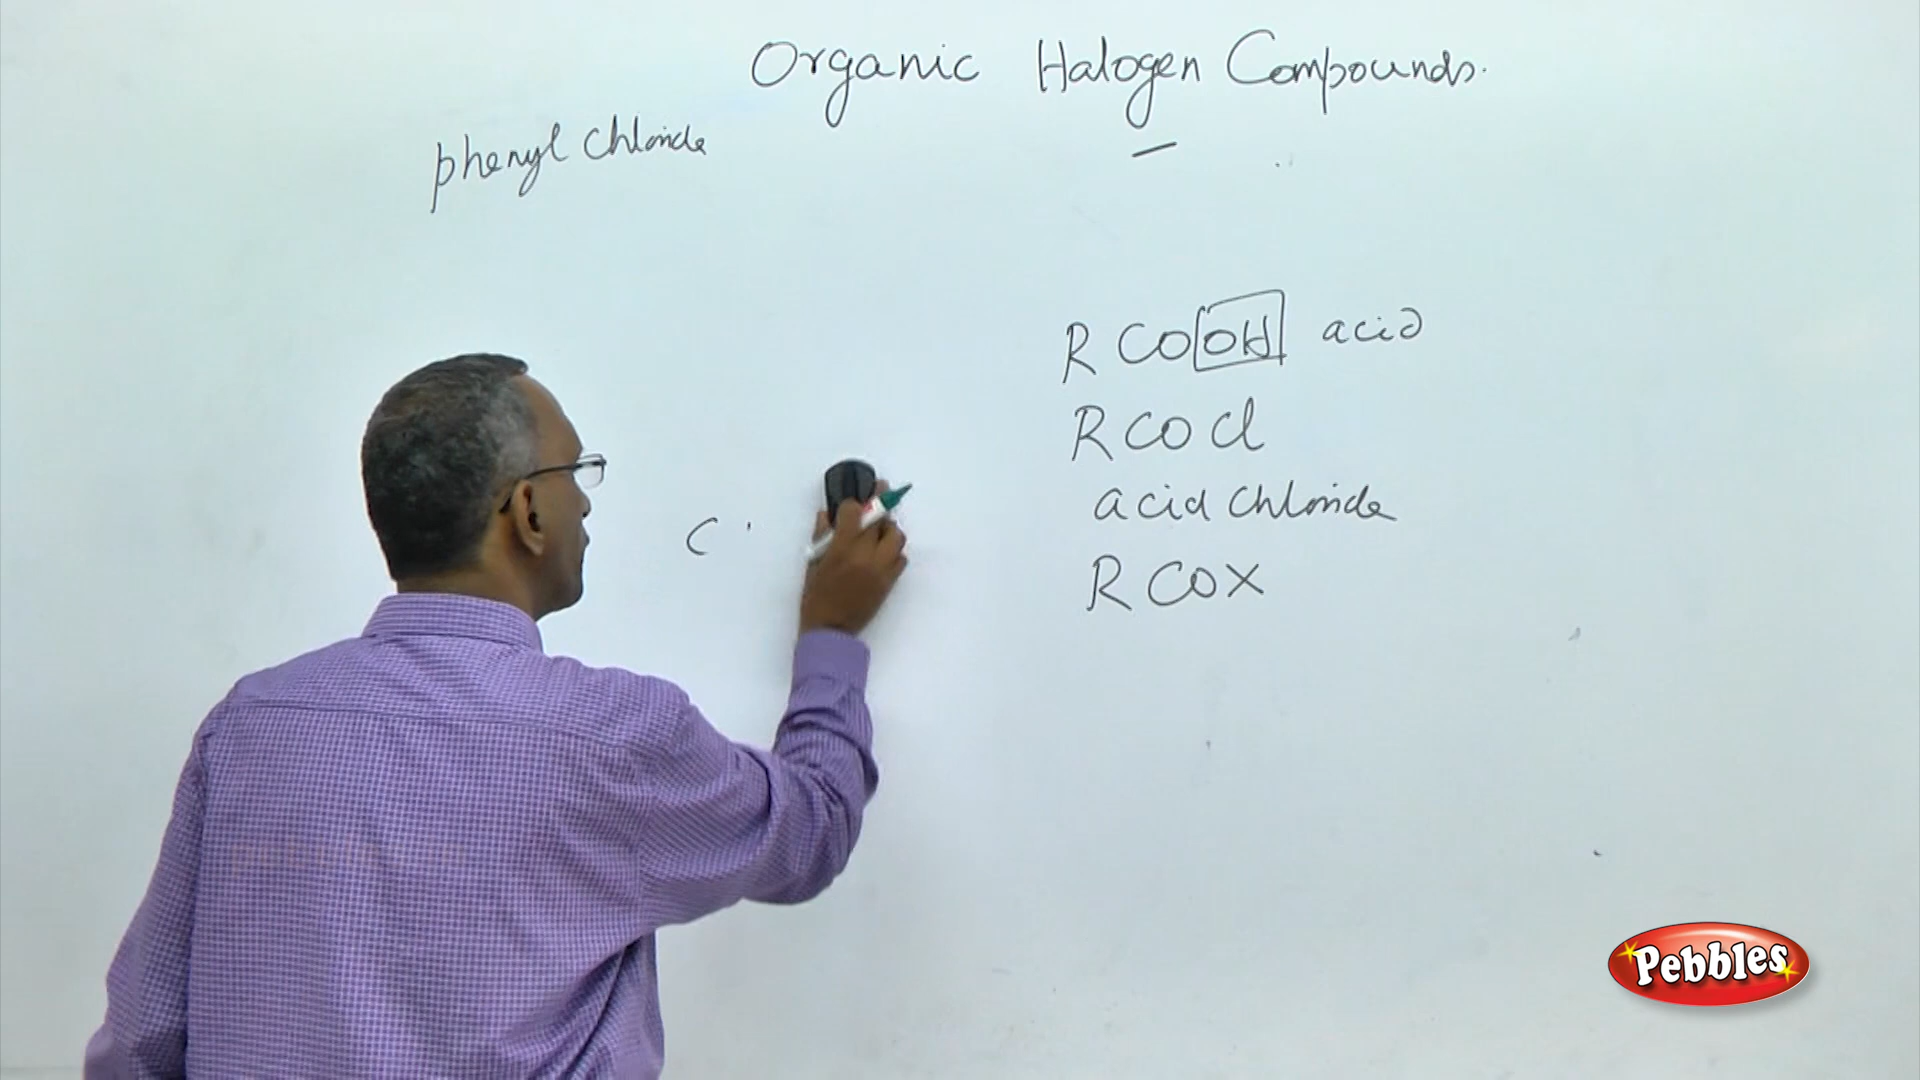 Organic Halogen Compounds.
phenyl chloride
RCOOH acid
RCOCl
acid chloride
C
RCOX
Pebbles